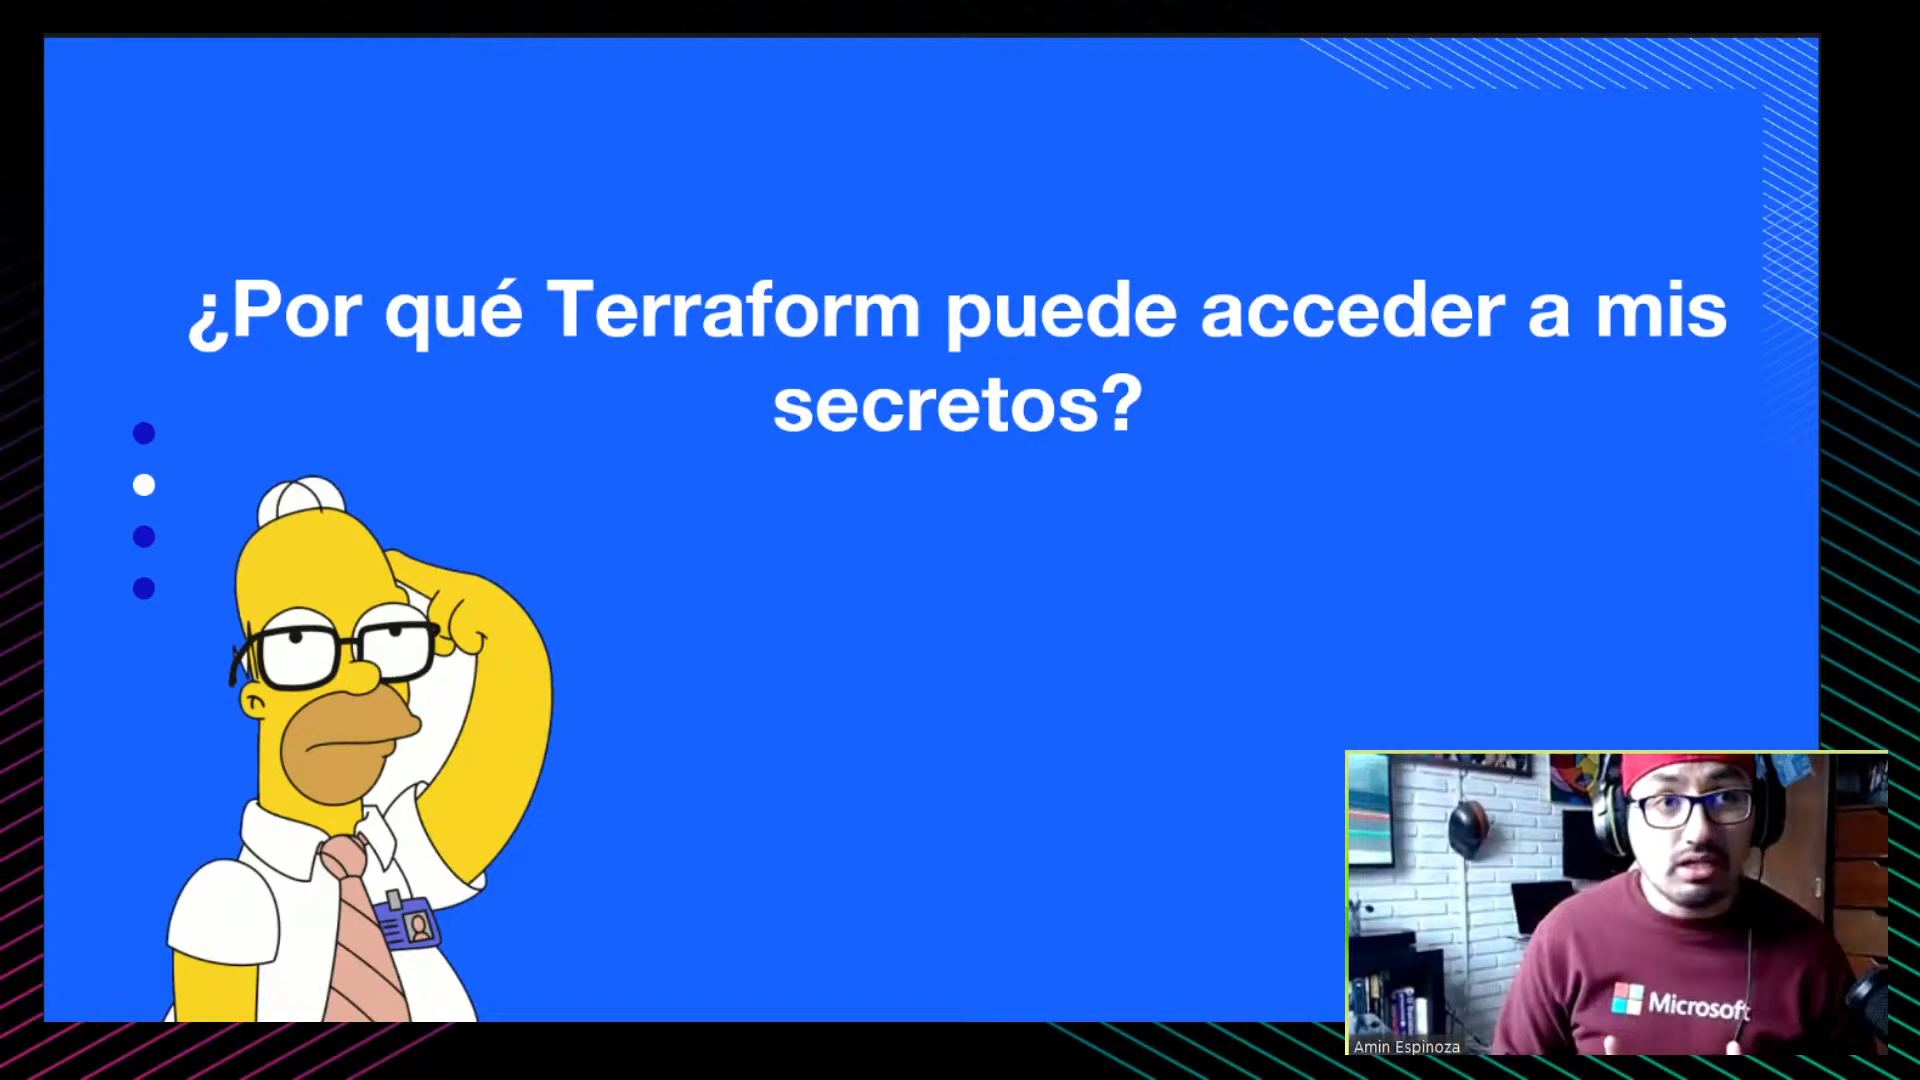 ¿Por qué Terraform puede acceder a mis
secretos?
Microsoft
Amin Espinoza